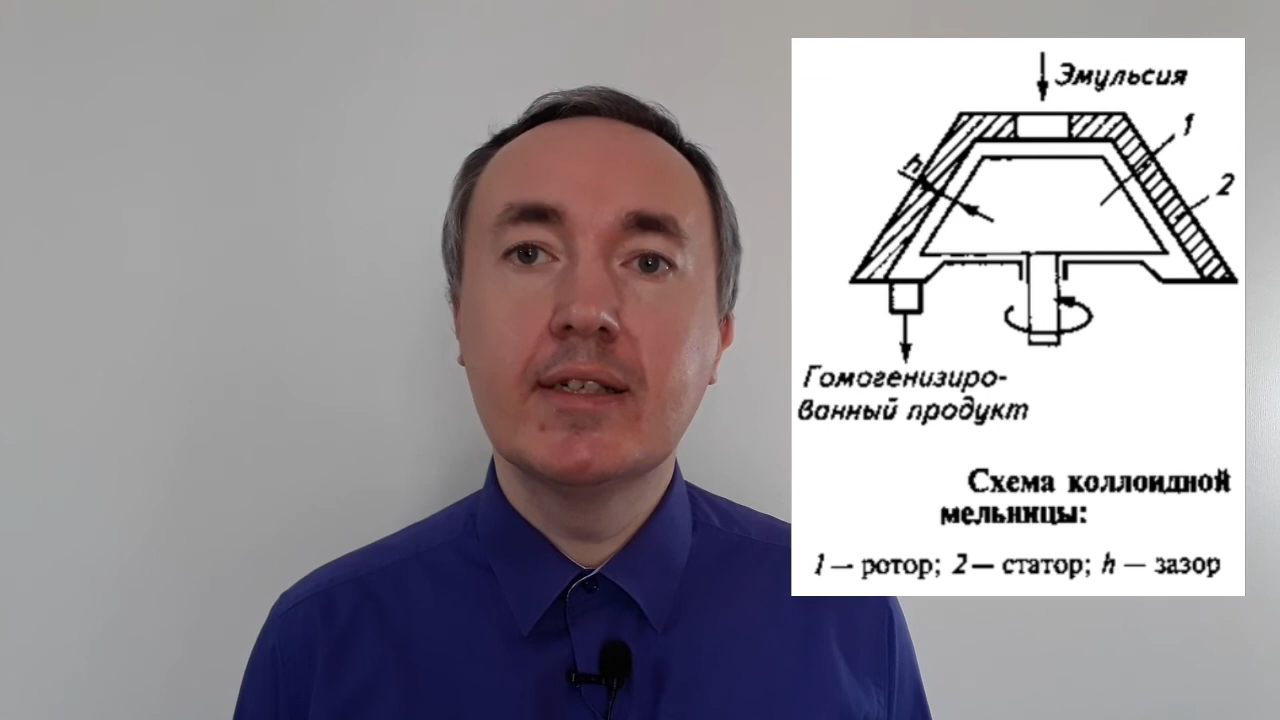 Эмульсия
1
h
2
Гомогенизиро-
ванный продукт
Схема коллоидной
мельницы:
1 — ротор; 2 — статор; h — зазор